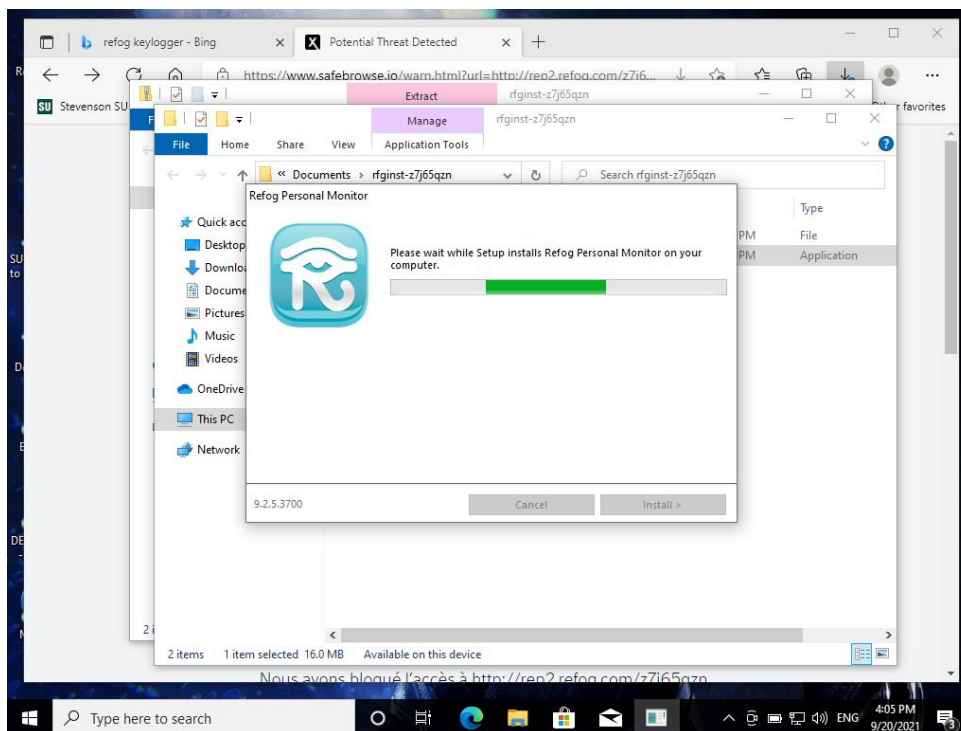 refog keylogger - Bing
Potential Threat Detected
https://www.safebrowse.io/warn.html?url=http://rep2.refog.com/z7j6...
SU Stevenson SU
r favorites
Extract
rfginst-z7j65qzn
Manage
rfginst-z7j65qzn
File Home Share View Application Tools
« Documents › rfginst-z7j65qzn
Search rfginst-z7j65qzn
Refog Personal Monitor
Type
Quick acc
PM File
Desktop
PM Application
Downloa
Docume
Pictures
Music
Videos
OneDrive
This PC
Network
Please wait while Setup installs Refog Personal Monitor on your
computer.
9.2.5.3700
Cancel
Install >
2 i
2 items 1 item selected 16.0 MB Available on this device
Nous avons bloqué l'accès à http://rep2.refog.com/z7j65qzn
Type here to search
ENG
4:05 PM
9/20/2021
3